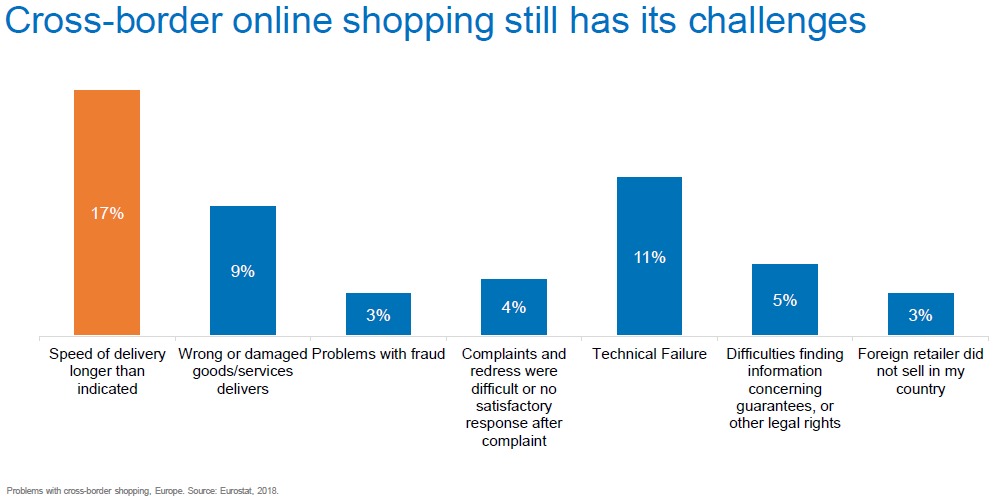 Cross-border online shopping still has its challenges
17%
9%
3%
4%
11%
5%
3%
Speed of delivery
longer than
indicated
Wrong or damaged
goods/services
delivers
Problems with fraud
Complaints and
redress were
difficult or no
satisfactory
response after
complaint
Technical Failure
Difficulties finding
information
concerning
guarantees, or
other legal rights
Foreign retailer did
not sell in my
country
Problems with cross-border shopping, Europe. Source: Eurostat, 2018.